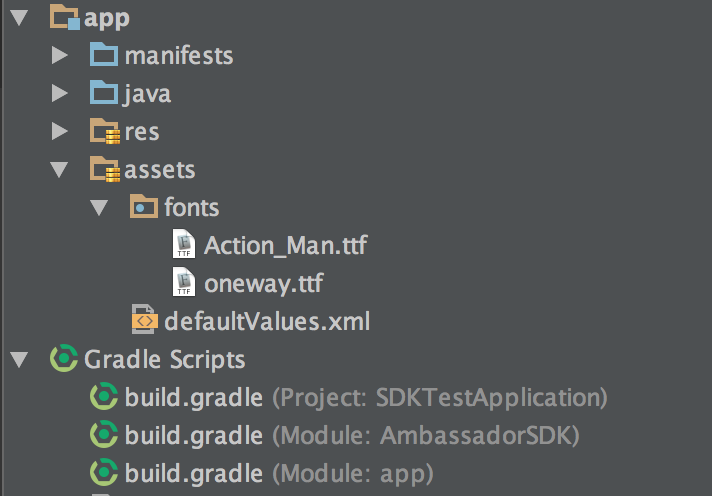 app
manifests
java
res
assets
fonts
Action_Man.ttf
oneway.ttf
defaultValues.xml
Gradle Scripts
build.gradle (Project: SDKTestApplication)
build.gradle (Module: AmbassadorSDK)
build.gradle (Module: app)